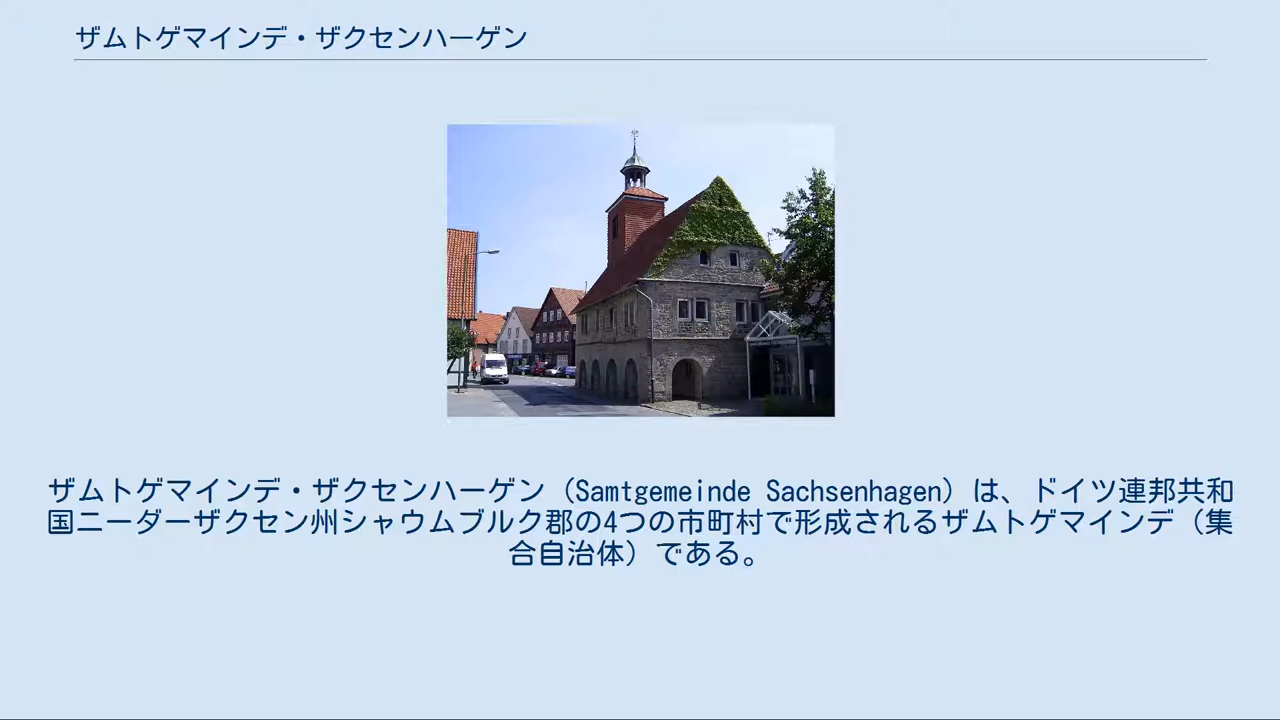 ザムトゲマインデ・ザクセンハーゲン
ザムトゲマインデ・ザクセンハーゲン（Samtgemeinde Sachsenhagen）は、ドイツ連邦共和
国ニーダーザクセン州シャウムブルク郡の4つの市町村で形成されるザムトゲマインデ（集
合自治体）である。